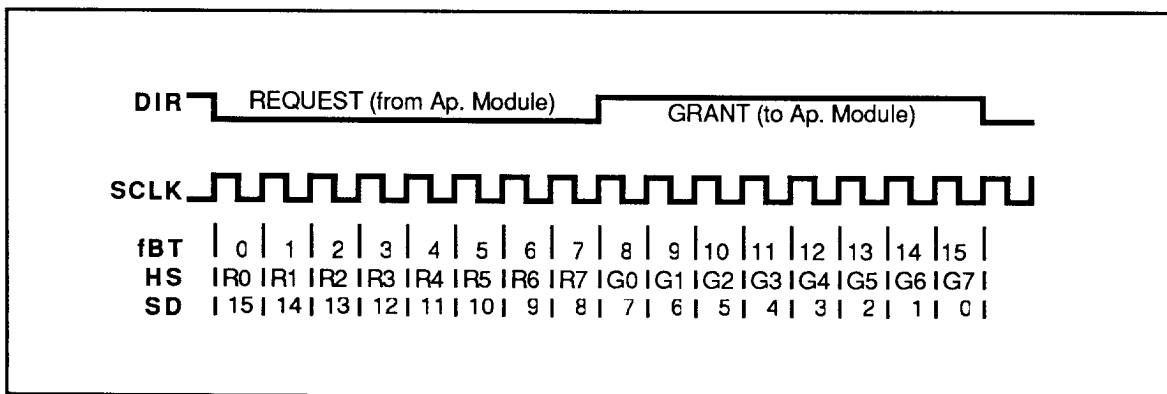 DIR REQUEST (from Ap. Module) GRANT (to Ap. Module)
SCLK
fBT | 0 | 1 | 2 | 3 | 4 | 5 | 6 | 7 | 8 | 9 | 10 | 11 | 12 | 13 | 14 | 15 |
HS | R0 | R1 | R2 | R3 | R4 | R5 | R6 | R7 | G0 | G1 | G2 | G3 | G4 | G5 | G6 | G7 |
SD | 15 | 14 | 13 | 12 | 11 | 10 | 9 | 8 | 7 | 6 | 5 | 4 | 3 | 2 | 1 | 0 |